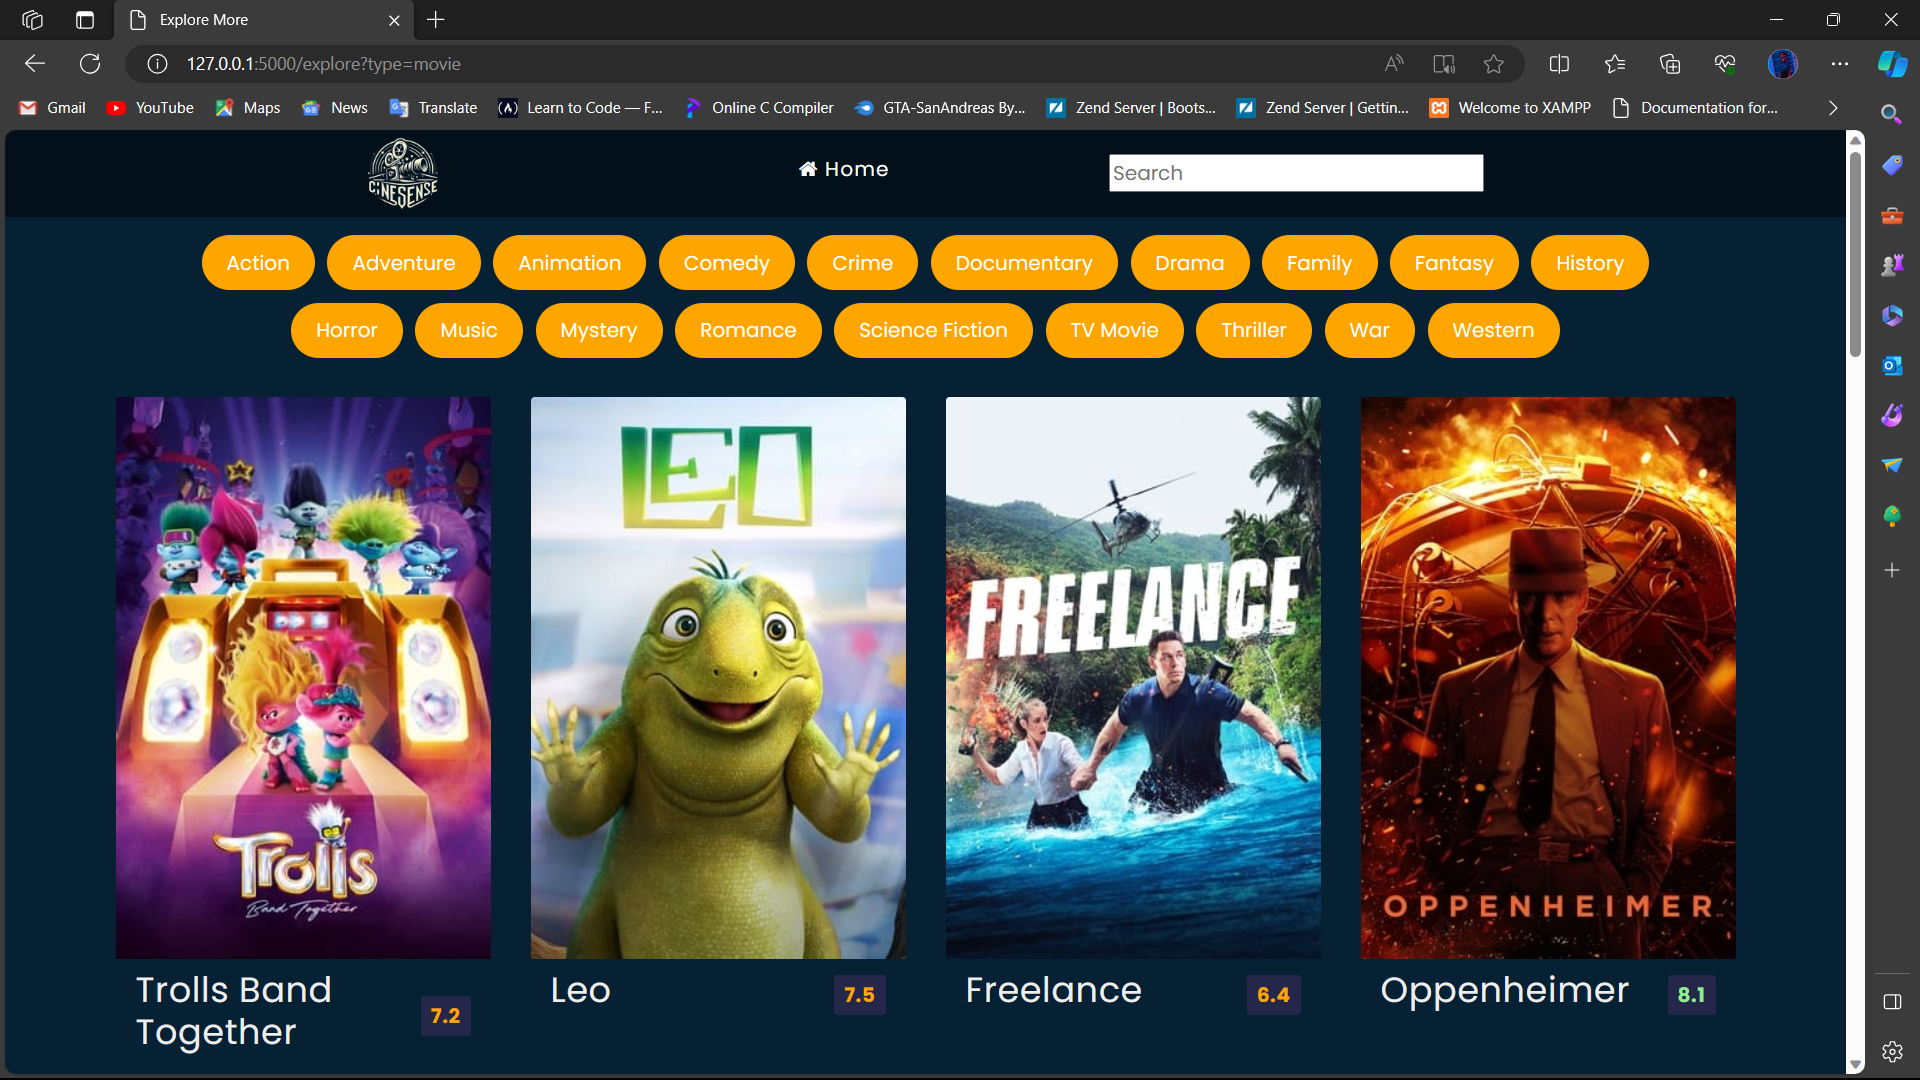 Explore More
127.0.0.1:5000/explore?type=movie
Gmail YouTube Maps News Translate Learn to Code — F... Online C Compiler GTA-SanAndreas By... Zend Server | Boots... Zend Server | Gettin... Welcome to XAMPP Documentation for...
CINESENSE
Home
Search
Action Adventure Animation Comedy Crime Documentary Drama Family Fantasy History
Horror Music Mystery Romance Science Fiction TV Movie Thriller War Western
TROLLS
Band Together
LEO
FREELANCE
OPPENHEIMER
Trolls Band
Together
7.2
Leo
7.5
Freelance
6.4
Oppenheimer
8.1